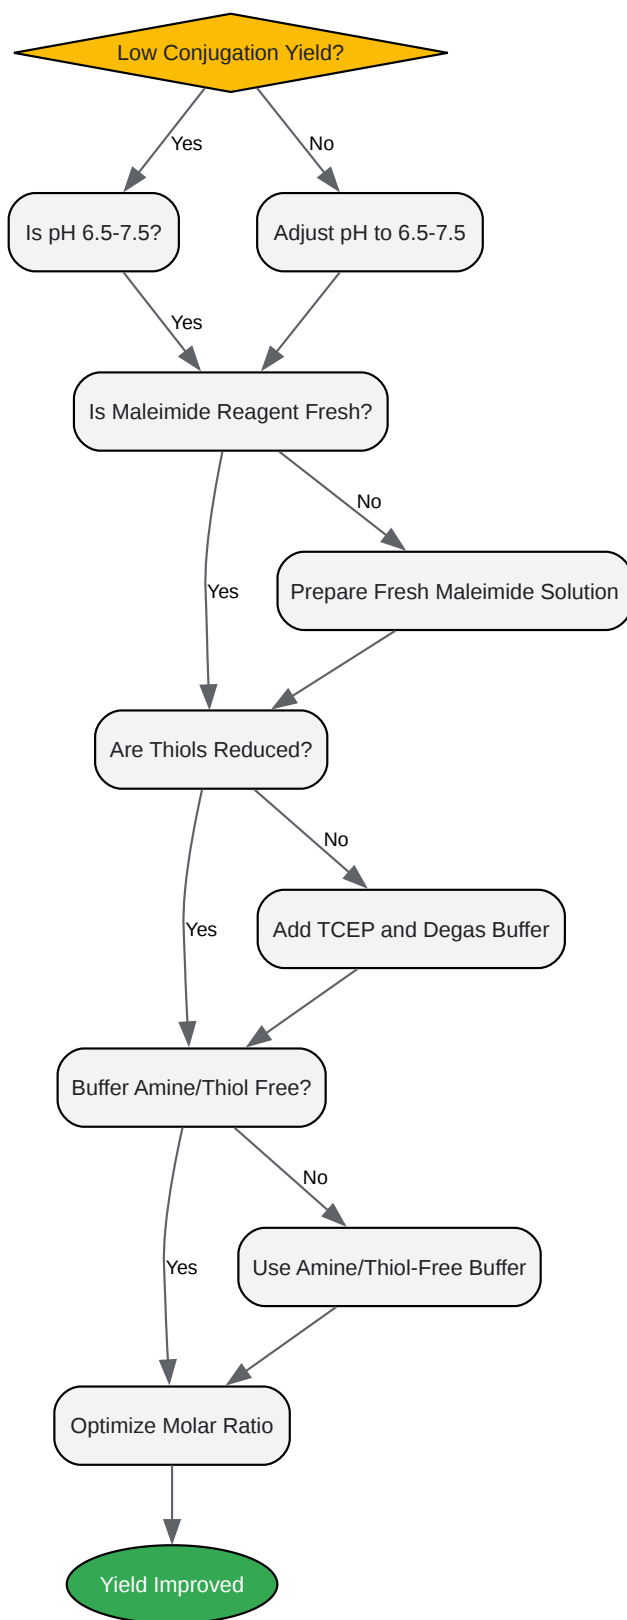 Low Conjugation Yield?
Yes
No
Is pH 6.5-7.5?
Adjust pH to 6.5-7.5
Yes
Is Maleimide Reagent Fresh?
No
Yes
Prepare Fresh Maleimide Solution
Are Thiols Reduced?
No
Yes
Add TCEP and Degas Buffer
Buffer Amine/Thiol Free?
No
Yes
Use Amine/Thiol-Free Buffer
Optimize Molar Ratio
Yield Improved